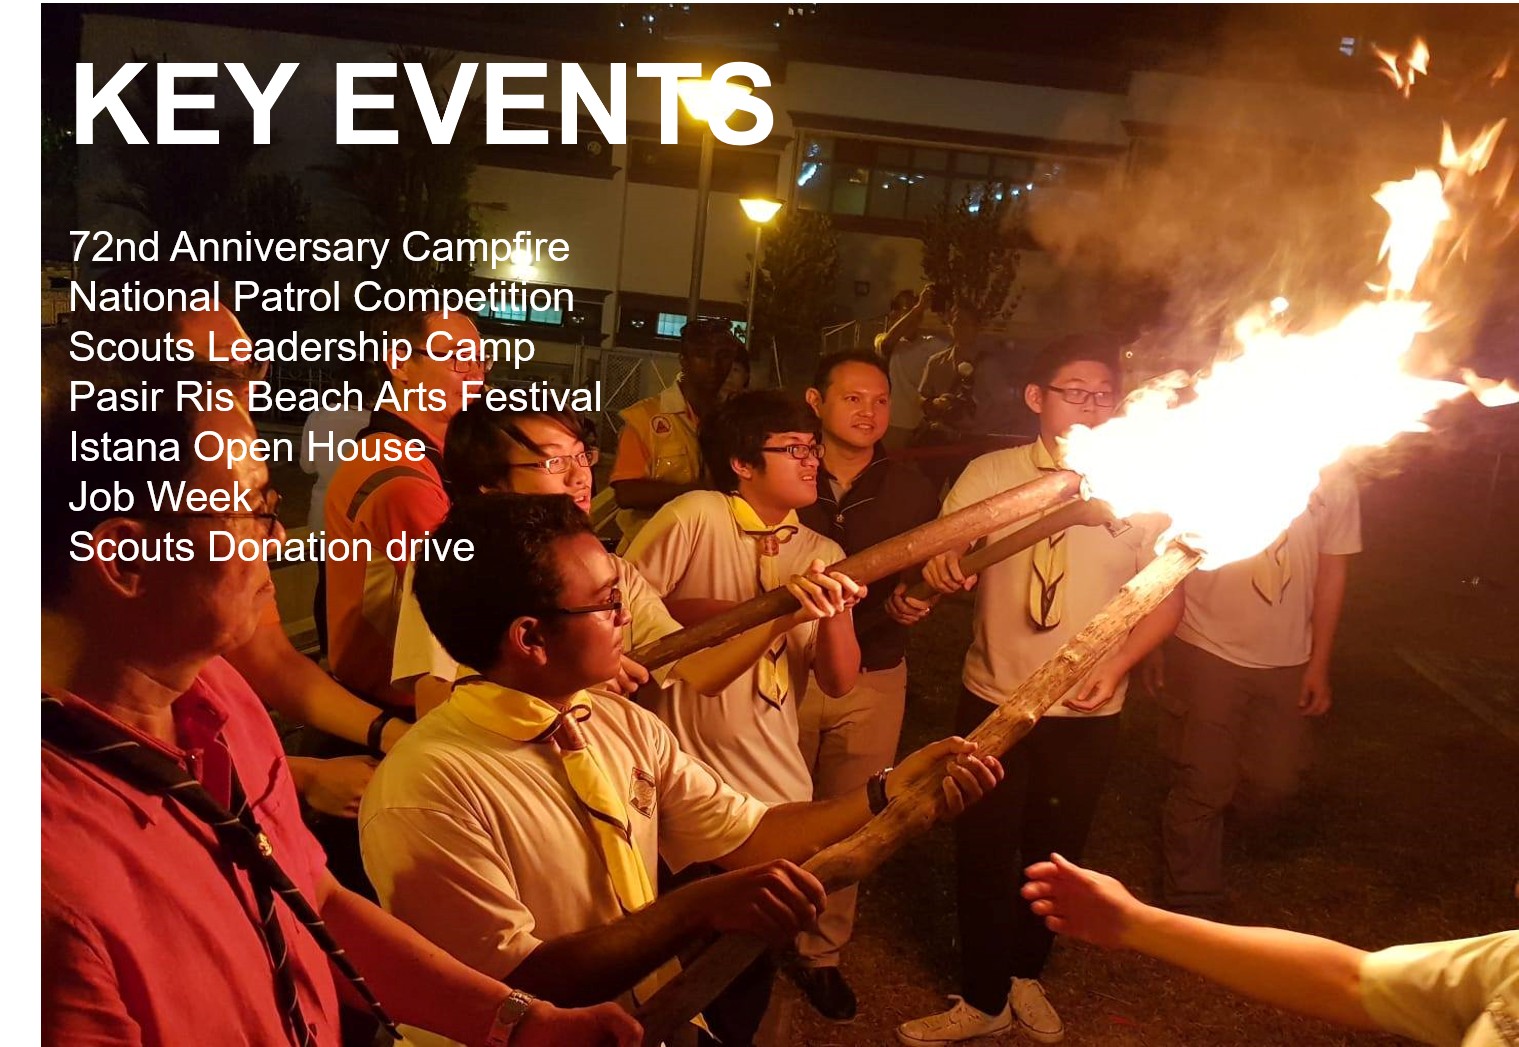 KEY EVENTS
72nd Anniversary Campfire
National Patrol Competition
Scouts Leadership Camp
Pasir Ris Beach Arts Festival
Istana Open House
Job Week
Scouts Donation drive